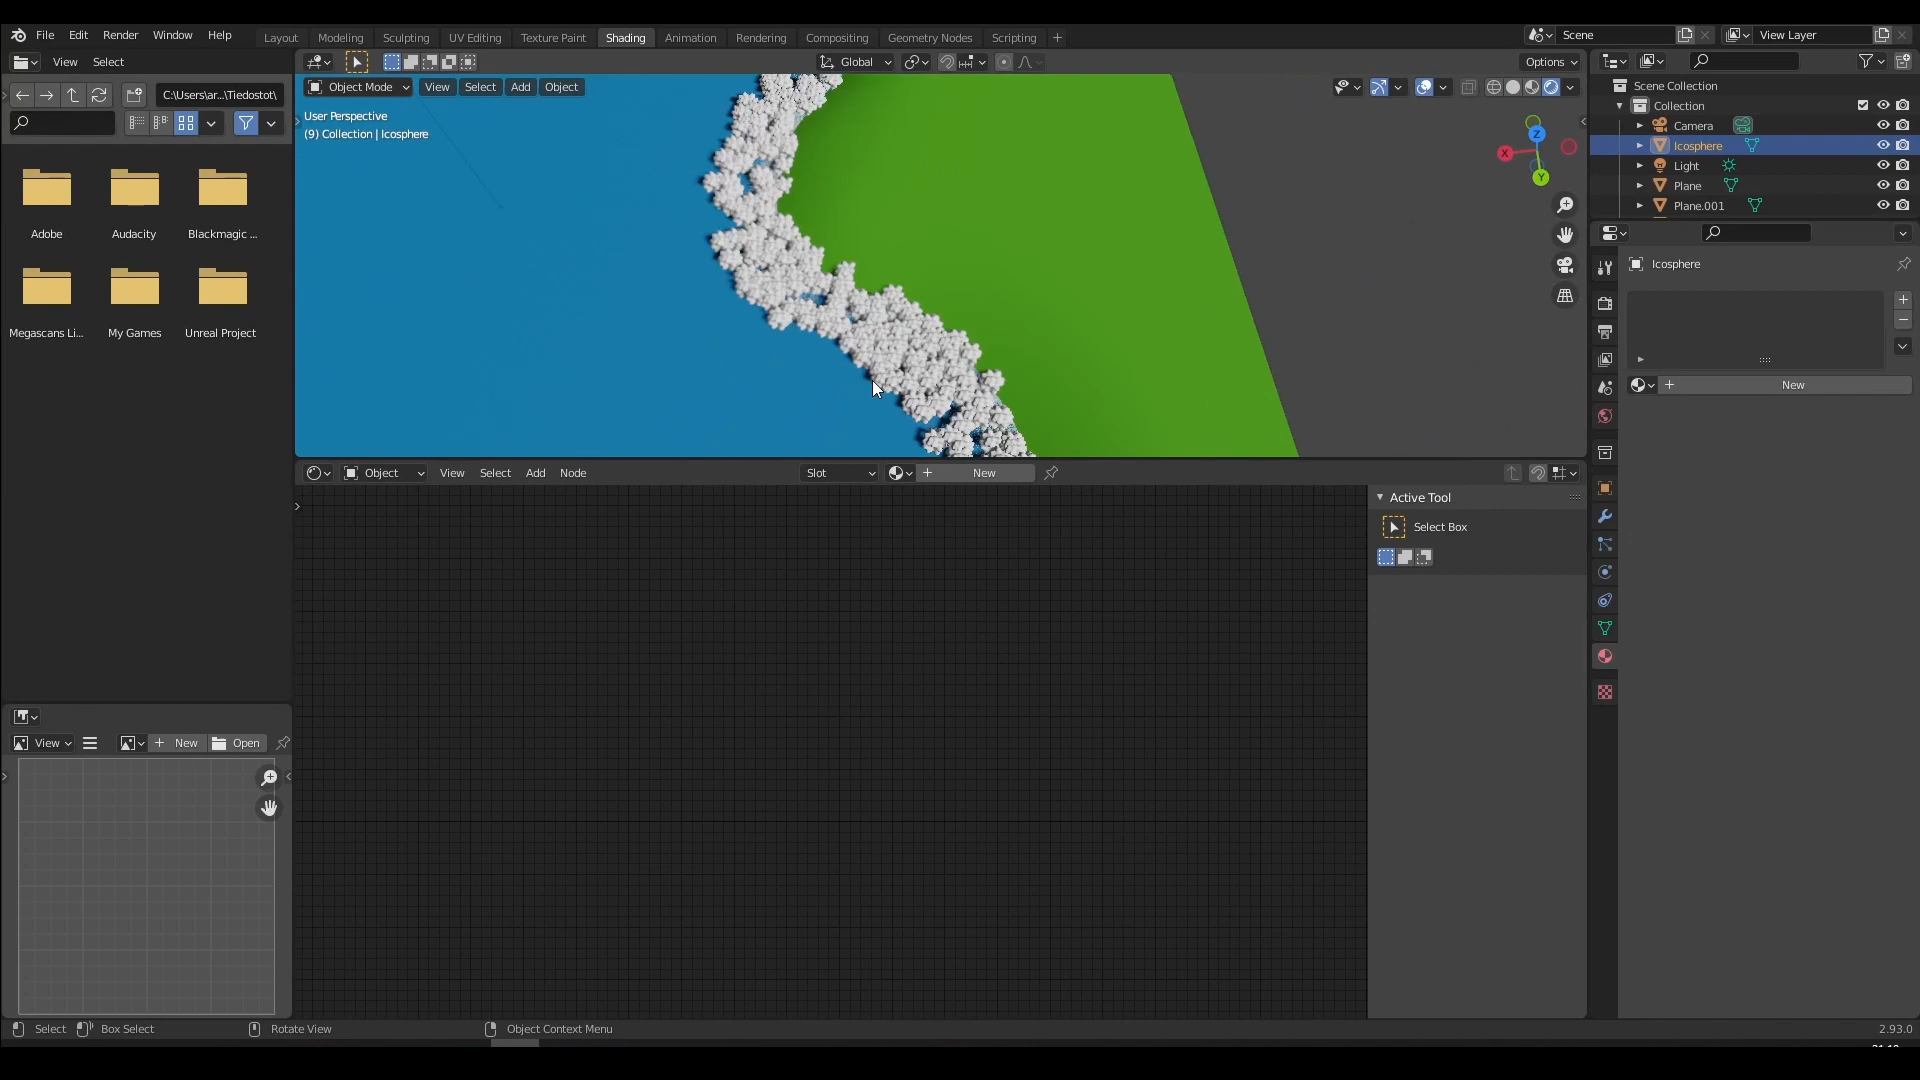 File Edit Render Window Help
Layout Modeling Sculpting UV Editing Texture Paint Shading Animation Rendering Compositing Geometry Nodes Scripting
Scene
View Layer
View Select
Global
Options
C:\Users\ar...\Tiedostot\
Object Mode View Select Add Object
User Perspective
(9) Collection | Icosphere
Z
X
Y
Scene Collection
Collection
Camera
Icosphere
Light
Plane
Plane.001
Adobe
Audacity
Blackmagic ...
Megascans Li...
My Games
Unreal Project
Icosphere
New
Object View Select Add Node
Slot
New
Active Tool
Select Box
View
New
Open
Select
Box Select
Rotate View
Object Context Menu
2.93.0